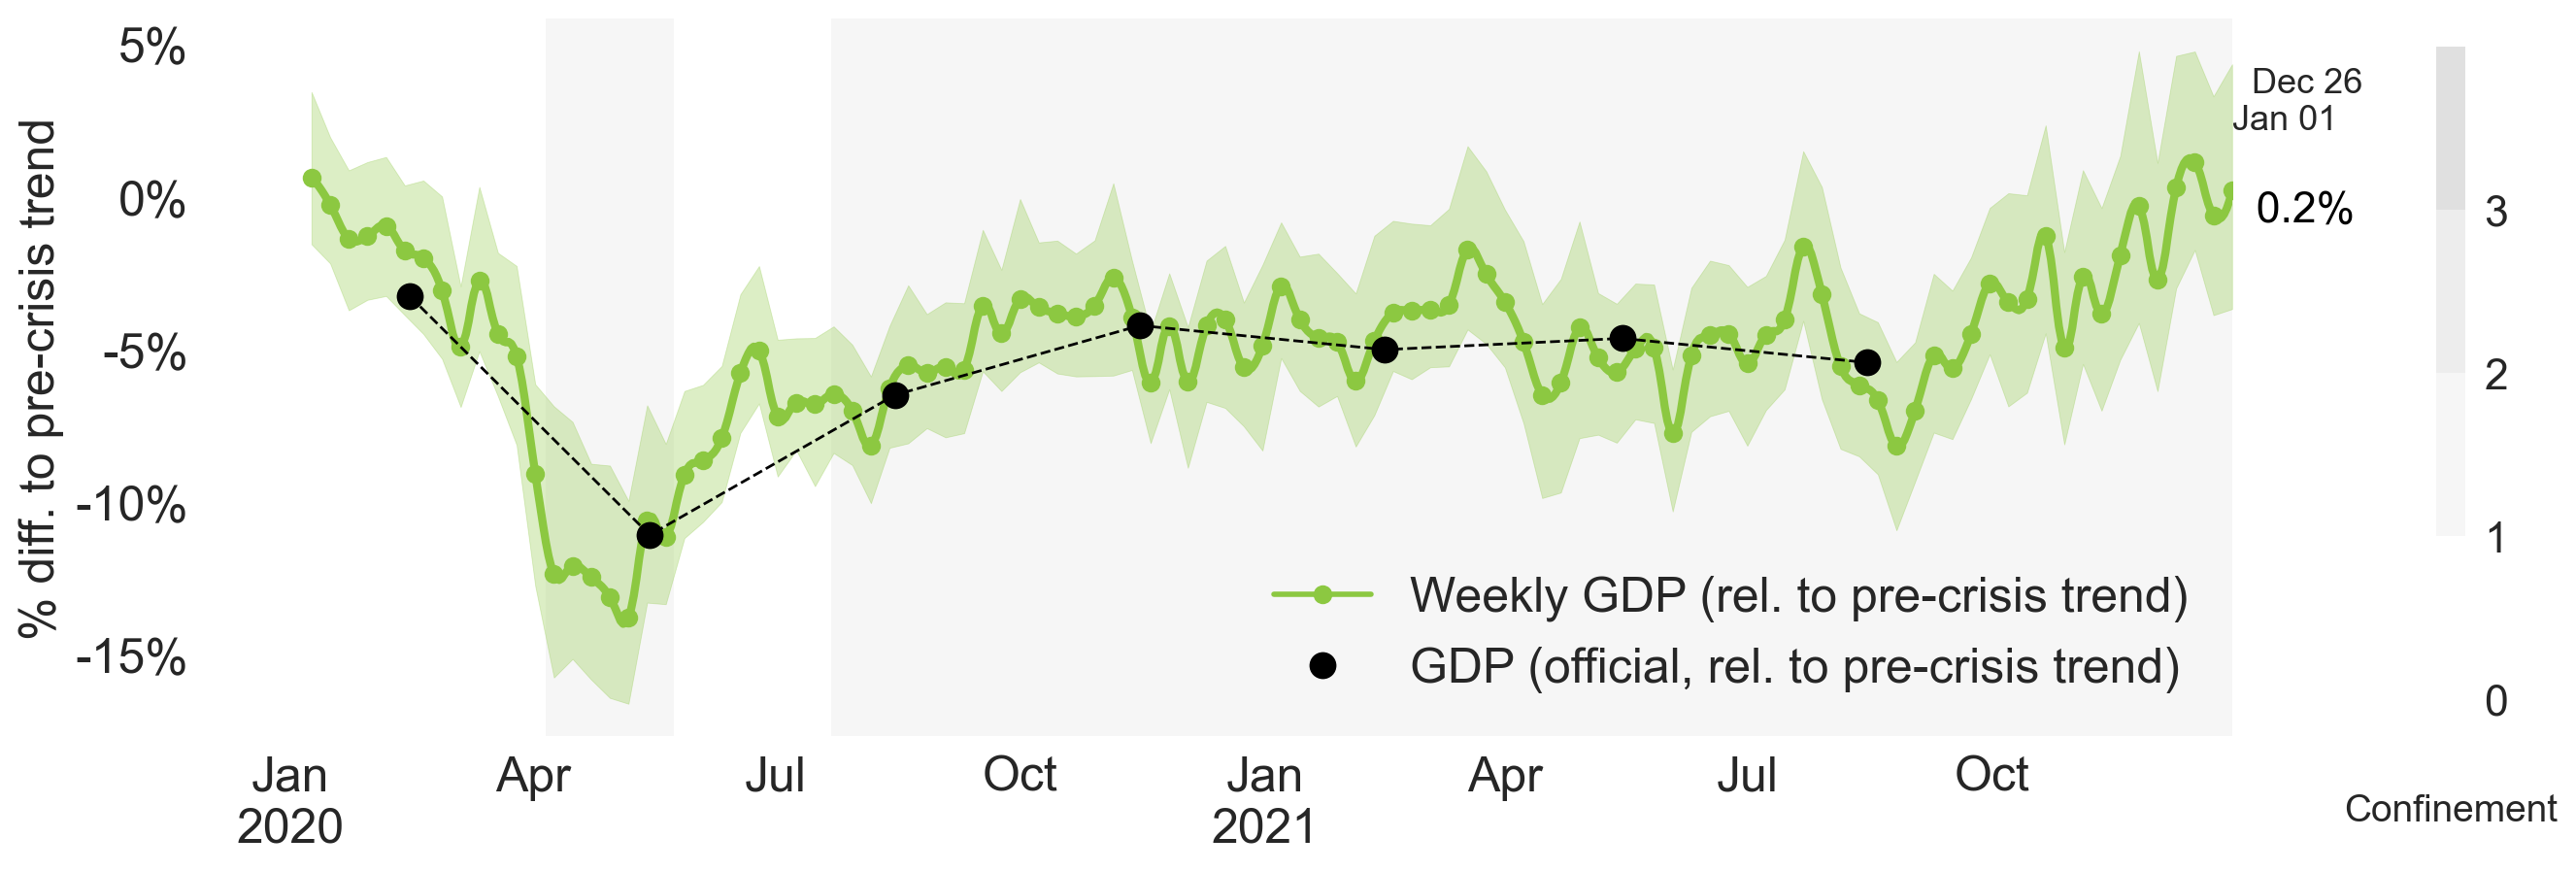 % diff. to pre-crisis trend
5%
0%
-5%
-10%
-15%
Jan
2020
Apr
Jul
Oct
Jan
2021
Apr
Jul
Oct
Weekly GDP (rel. to pre-crisis trend)
GDP (official, rel. to pre-crisis trend)
Dec 26
Jan 01
0.2%
3
2
1
0
Confinement